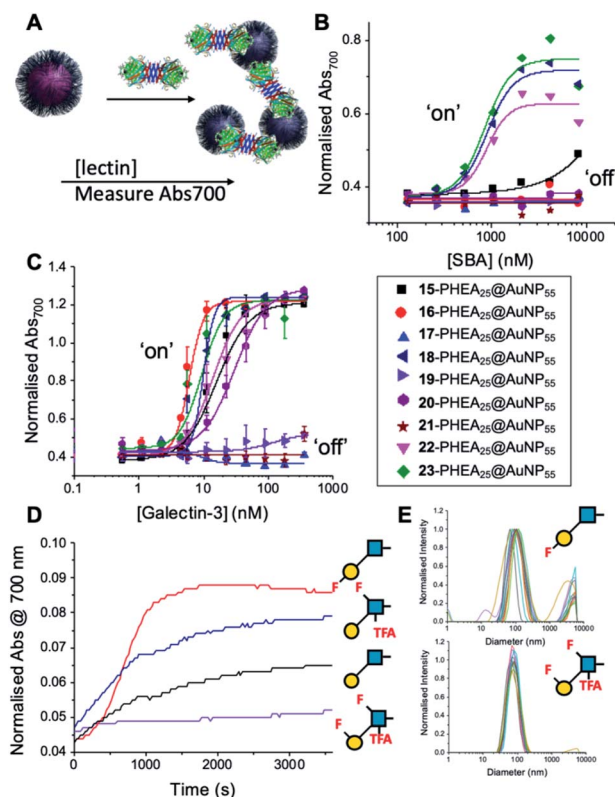 A
[lectin]
Measure Abs700
B
Normalised Abs700
0.8
0.6
0.4
'on'
'off'
100
1000
10000
[SBA] (nM)
C
Normalised Abs700
1.4
1.2
1.0
0.8
0.6
0.4
'on'
'off'
0.1
1
10
100
1000
[Galectin-3] (nM)
15-PHEA25@AuNP55
16-PHEA25@AuNP55
17-PHEA25@AuNP55
18-PHEA25@AuNP55
19-PHEA25@AuNP55
20-PHEA25@AuNP55
21-PHEA25@AuNP55
22-PHEA25@AuNP55
23-PHEA25@AuNP55
D
Normalised Abs @ 700 nm
0.10
0.09
0.08
0.07
0.06
0.05
0.04
0
1000
2000
3000
Time (s)
F
F
TFA
F
F
TFA
E
Normalised Intensity
1.2
1.0
0.8
0.6
0.4
0.2
0.0
1
10
100
1000
10000
Diameter (nm)
F
Normalised Intensity
1.2
1.0
0.8
0.6
0.4
0.2
0.0
1
10
100
1000
10000
Diameter (nm)
F
F
TFA